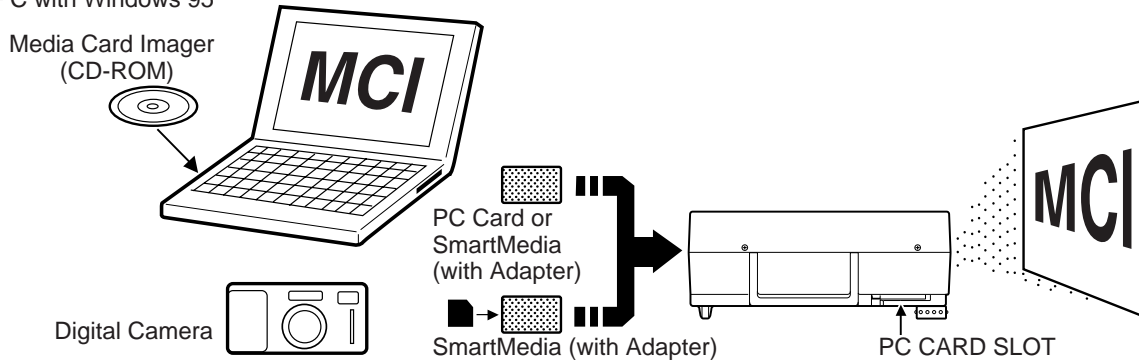 C with Windows 95
Media Card Imager
(CD-ROM)
MCI
PC Card or
SmartMedia
(with Adapter)
MCI
Digital Camera
SmartMedia (with Adapter)
PC CARD SLOT